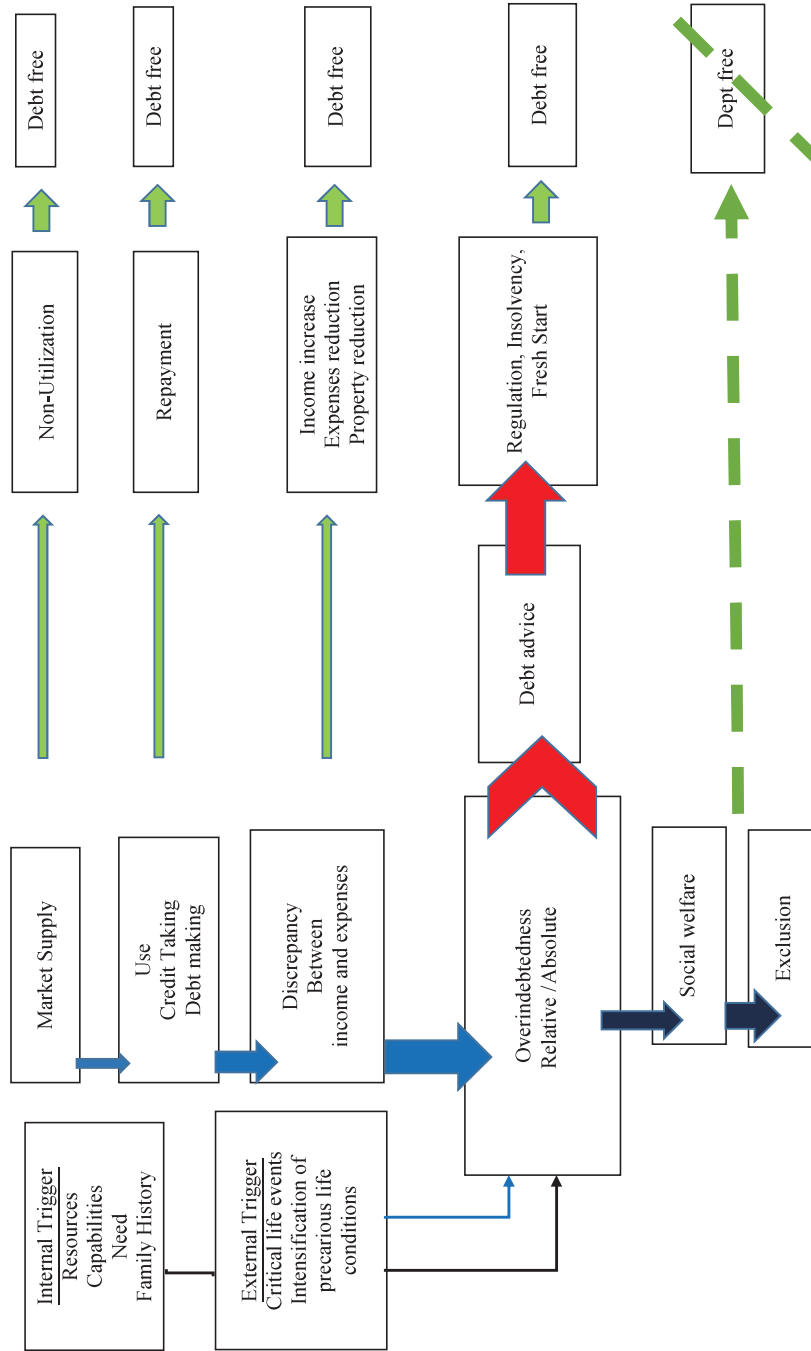 Internal Trigger
Resources
Capabilities
Need
Family History
Market Supply
Non-Utilization
Debt free
External Trigger
Critical life events
Intensification of
precarious life
conditions
Use
Credit Taking
Debt making
Repayment
Debt free
Discrepancy
Between
income and expenses
Income increase
Expenses reduction
Property reduction
Debt free
Overindebtedness
Relative / Absolute
Debt advice
Regulation, Insolvency,
Fresh Start
Debt free
Social welfare
Exclusion
Dept free